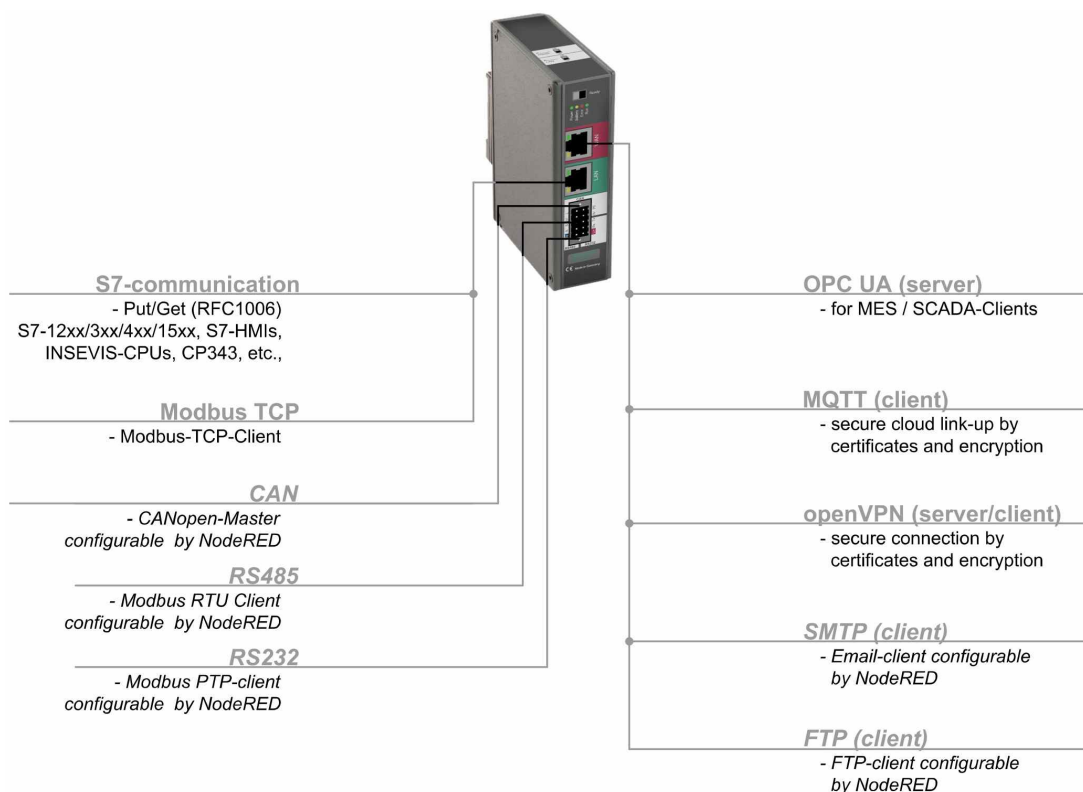 WAN
LAN
S7-communication
- Put/Get (RFC1006)
S7-12xx/3xx/4xx/15xx, S7-HMIs,
INSEVIS-CPUs, CP343, etc.,
Modbus TCP
- Modbus-TCP-Client
CAN
- CANopen-Master
configurable by NodeRED
RS485
- Modbus RTU Client
configurable by NodeRED
RS232
- Modbus PTP-client
configurable by NodeRED
OPC UA (server)
- for MES / SCADA-Clients
MQTT (client)
- secure cloud link-up by
certificates and encryption
openVPN (server/client)
- secure connection by
certificates and encryption
SMTP (client)
- Email-client configurable
by NodeRED
FTP (client)
- FTP-client configurable
by NodeRED